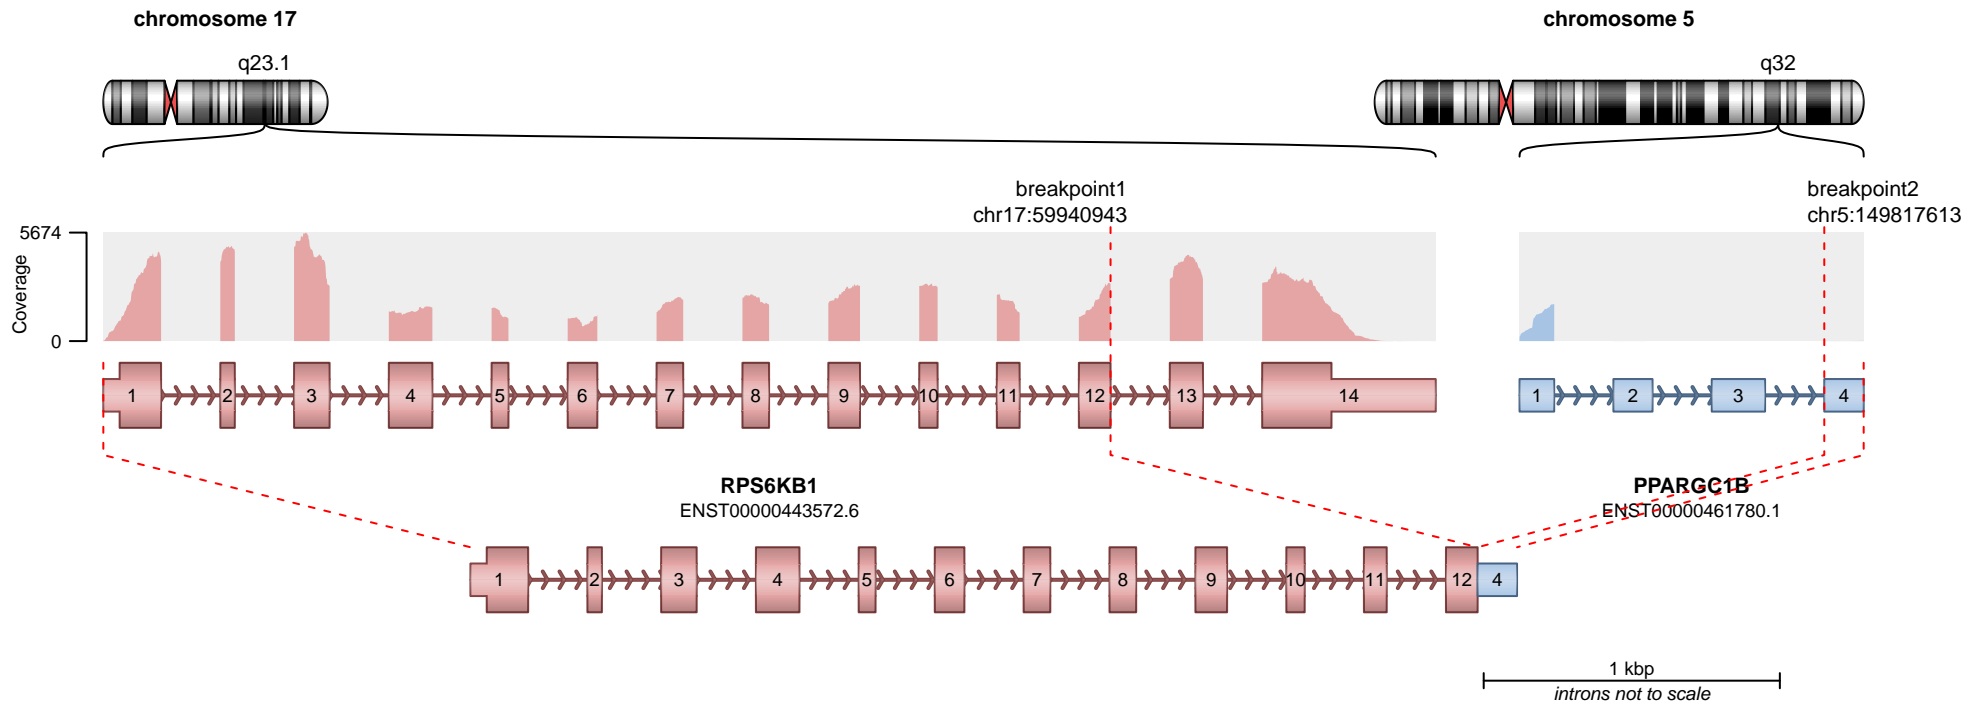 chromosome 17
chromosome 5
q23.1
q32
breakpoint1
chr17:59940943
breakpoint2
chr5:149817613
5674
Coverage
0
1 2 3 4 5 6 7 8 9 10 11 12 13 14
1 2 3 4
RPS6KB1
ENST00000443572.6
PPARGC1B
ENST00000461780.1
1 2 3 4 5 6 7 8 9 10 11 12 4
1 kbp
introns not to scale